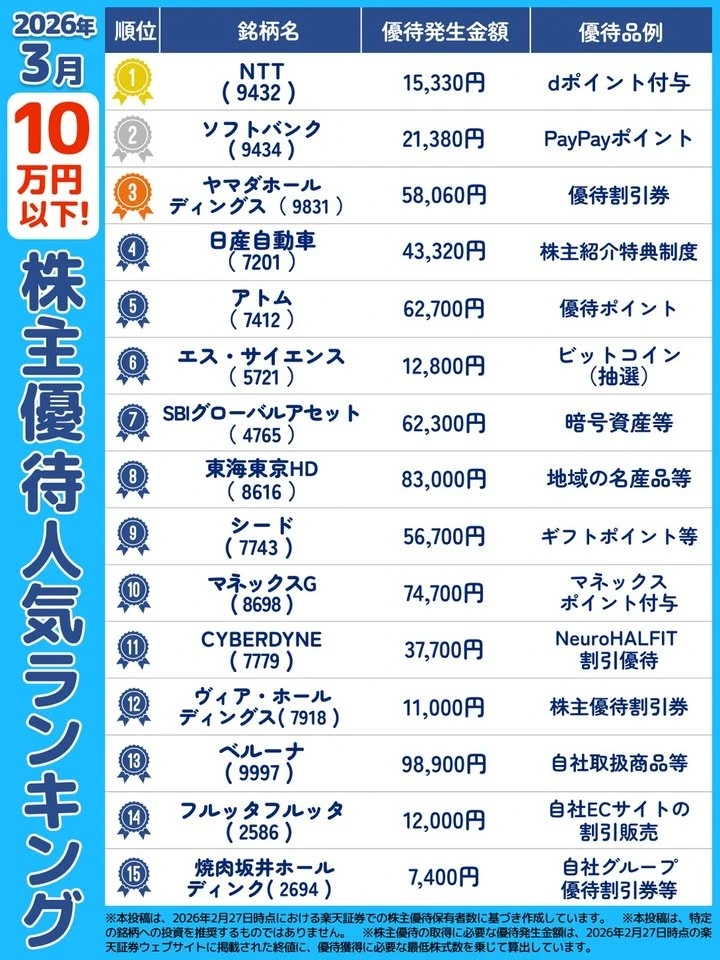 2026年
3月
10
万円
以下!
株主優待人気ランキング
順位 銘柄名 優待発生金額 優待品例
1 NTT
( 9432 ) 15,330円 dポイント付与
2 ソフトバンク
( 9434 ) 21,380円 PayPayポイント
3 ヤマダホール
ディングス ( 9831 ) 58,060円 優待割引券
4 日産自動車
( 7201 ) 43,320円 株主紹介特典制度
5 アトム
( 7412 ) 62,700円 優待ポイント
6 エス・サイエンス
( 5721 ) 12,800円 ビットコイン
（抽選）
7 SBIグローバルアセット
( 4765 ) 62,300円 暗号資産等
8 東海東京HD
( 8616 ) 83,000円 地域の名産品等
9 シード
( 7743 ) 56,700円 ギフトポイント等
10 マネックスG
( 8698 ) 74,700円 マネックス
ポイント付与
11 CYBERDYNE
( 7779 ) 37,700円 NeuroHALFIT
割引優待
12 ヴィア・ホール
ディングス( 7918 ) 11,000円 株主優待割引券
13 ベルーナ
( 9997 ) 98,900円 自社取扱商品等
14 フルッタフルッタ
( 2586 ) 12,000円 自社ECサイトの
割引販売
15 焼肉坂井ホール
ディング( 2694 ) 7,400円 自社グループ
優待割引券等
※本投稿は、2026年2月27日時点における楽天証券での株主優待保有者数に基づき作成しています。 ※本投稿は、特定
の銘柄への投資を推奨するものではありません。 ※株主優待の取得に必要な優待発生金額は、2026年2月27日時点の楽
天証券ウェブサイトに掲載された終値に、優待獲得に必要な最低株式数を乗じて算出しています。